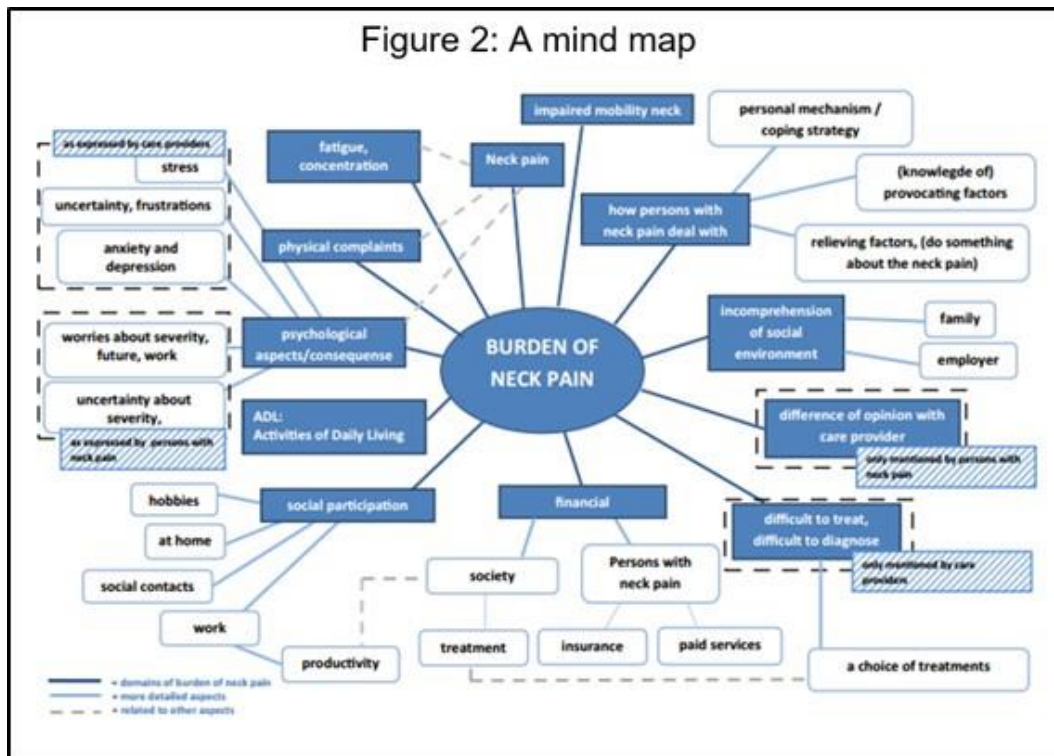 Figure 2: A mind map
impaired mobility neck
personal mechanism /
coping strategy
as expressed by care providers
stress
fatigue,
concentration
Neck pain
(knowlegde of)
provocating factors
uncertainty, frustrations
how persons with
neck pain deal with
physical complaints
anxiety and
depression
relieving factors, (do something
about the neck pain)
worries about severity,
future, work
psychological
aspects/consequense
BURDEN OF
NECK PAIN
incomprehension
of social
environment
family
employer
uncertainty about
severity,
as expressed by persons with
neck pain
ADL:
Activities of Daily Living
difference of opinion with
care provider
only mentioned by persons with
neck pain
hobbies
social participation
financial
difficult to treat,
difficult to diagnose
only mentioned by care
providers
at home
social contacts
society
Persons with
neck pain
work
productivity
treatment
insurance
paid services
a choice of treatments
= domains of burden of neck pain
= more detailed aspects
= related to other aspects